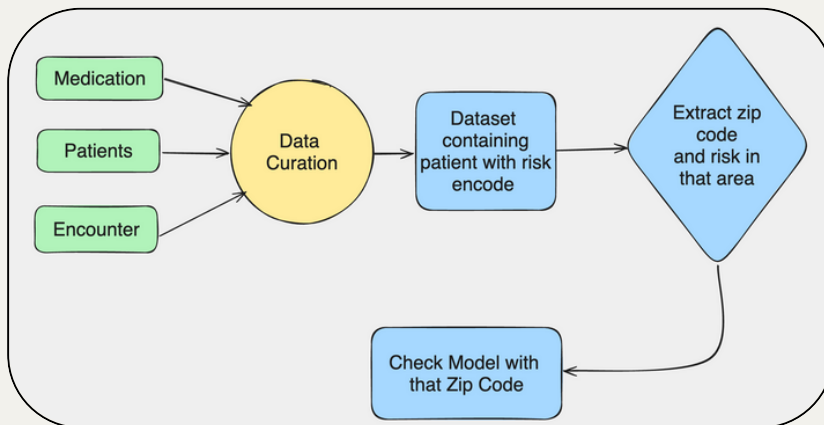 Medication
Patients
Encounter
Data
Curation
Dataset
containing
patient with risk
encode
Extract zip
code
and risk in
that area
Check Model with
that Zip Code